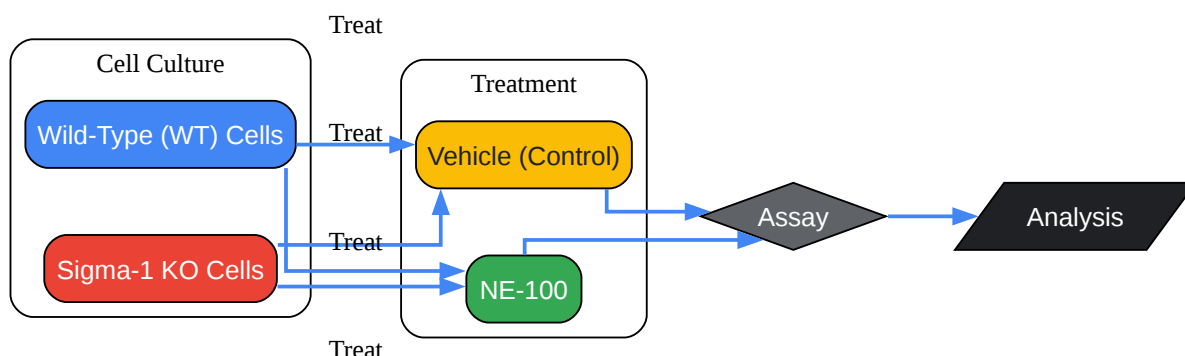 Treat
Cell Culture
Treatment
Wild-Type (WT) Cells
Treat
Vehicle (Control)
Assay
Analysis
Treat
Sigma-1 KO Cells
NE-100
Treat